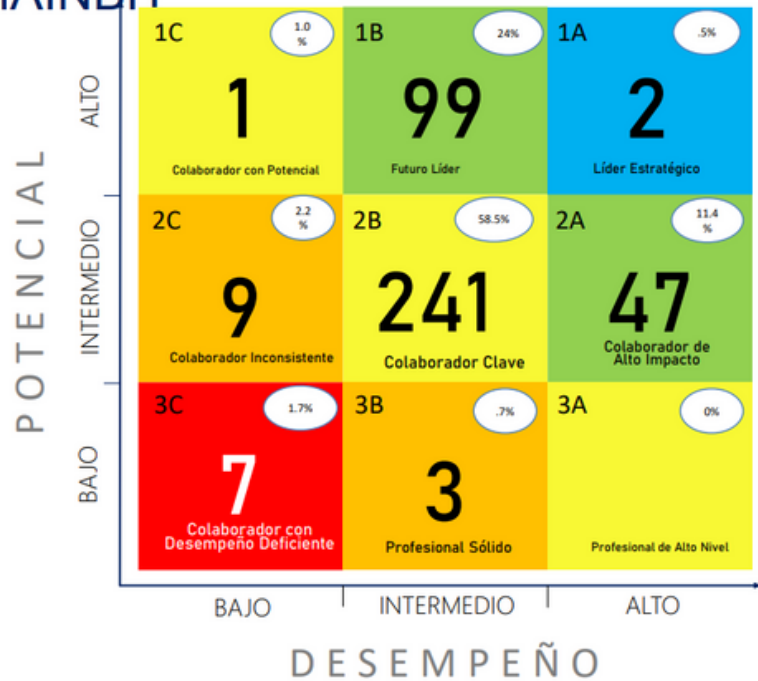 1C
1.0
%
1
Colaborador con Potencial
1B
24%
99
Futuro Líder
1A
.5%
2
Líder Estratégico
2C
2.2
%
9
Colaborador Inconsistente
2B
58.5%
241
Colaborador Clave
2A
11.4
%
47
Colaborador de
Alto Impacto
3C
1.7%
7
Colaborador con
Desempeño Deficiente
3B
.7%
3
Profesional Sólido
3A
0%
Profesional de Alto Nivel
POTENCIAL
ALTO
INTERMEDIO
BAJO
BAJO
INTERMEDIO
ALTO
DESEMPEÑO